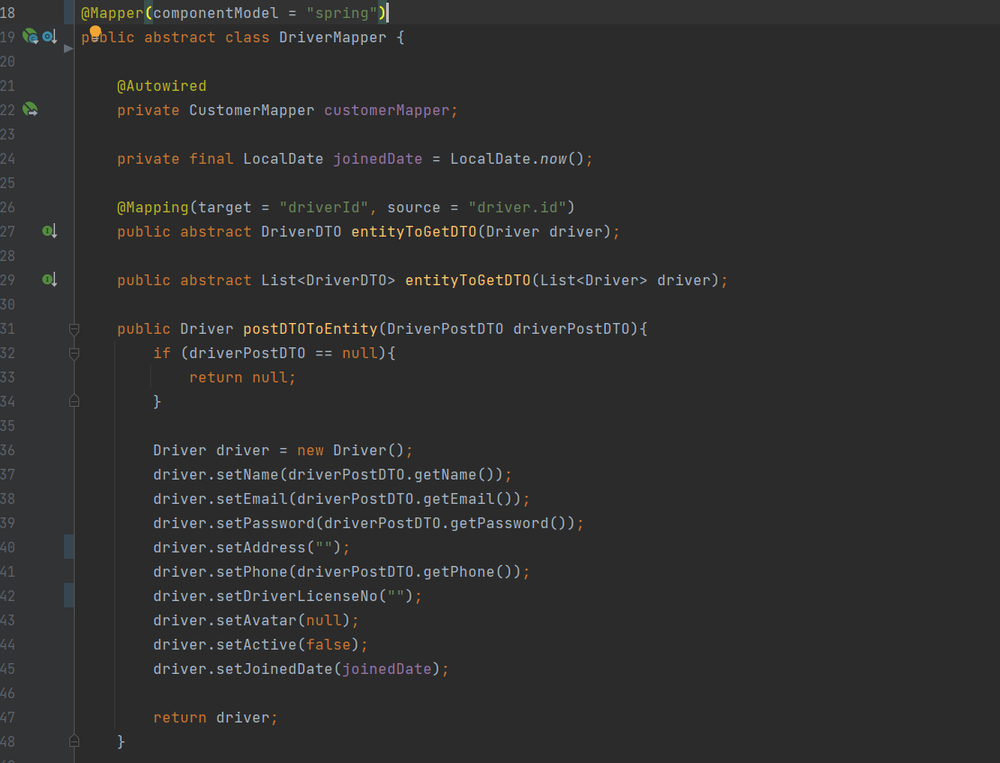 18 @Mapper(componentModel = "spring")
19 public abstract class DriverMapper {
20
21 @Autowired
22 private CustomerMapper customerMapper;
23
24 private final LocalDate joinedDate = LocalDate.now();
25
26 @Mapping(target = "driverId", source = "driver.id")
27 public abstract DriverDTO entityToGetDTO(Driver driver);
28
29 public abstract List<DriverDTO> entityToGetDTO(List<Driver> driver);
30
31 public Driver postDTOToEntity(DriverPostDTO driverPostDTO){
32 if (driverPostDTO == null){
33 return null;
34 }
35
36 Driver driver = new Driver();
37 driver.setName(driverPostDTO.getName());
38 driver.setEmail(driverPostDTO.getEmail());
39 driver.setPassword(driverPostDTO.getPassword());
40 driver.setAddress("");
41 driver.setPhone(driverPostDTO.getPhone());
42 driver.setDriverLicenseNo("");
43 driver.setAvatar(null);
44 driver.setActive(false);
45 driver.setJoinedDate(joinedDate);
46
47 return driver;
48 }